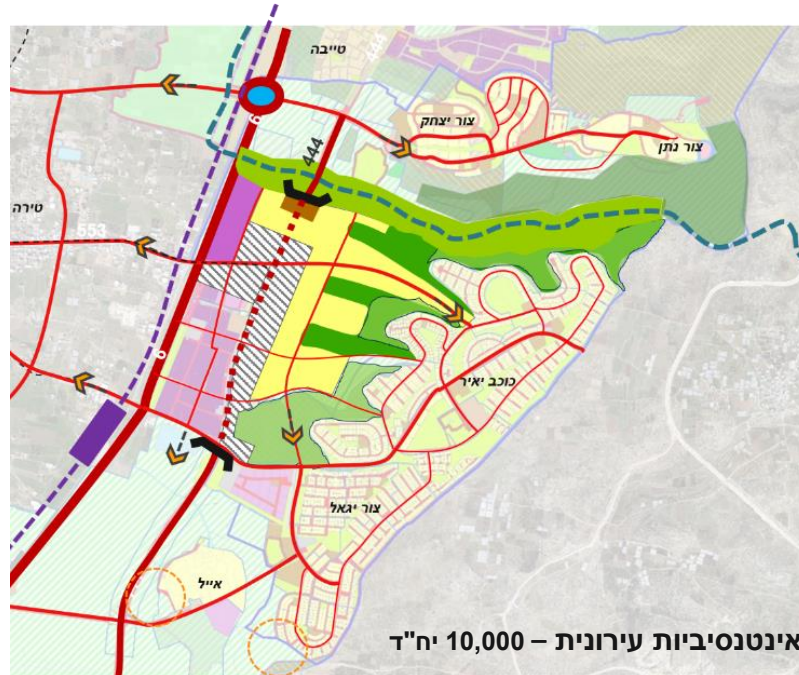 טייבה
444
6
צור יצחק
צור נתן
444
טירה
553
כוכב יאיר
6
צור יגאל
אייל
אינטנסיביות עירונית – 10,000 יח"ד